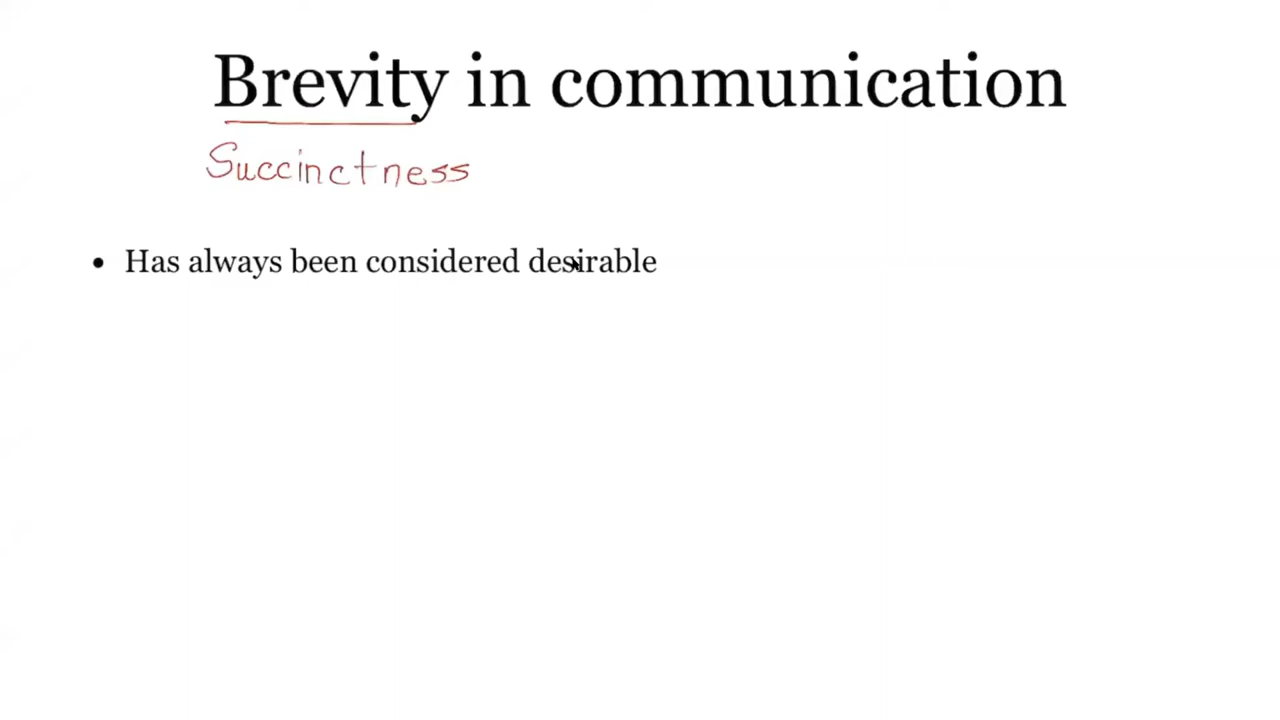 Brevity in communication
Succinctness
• Has always been considered desirable